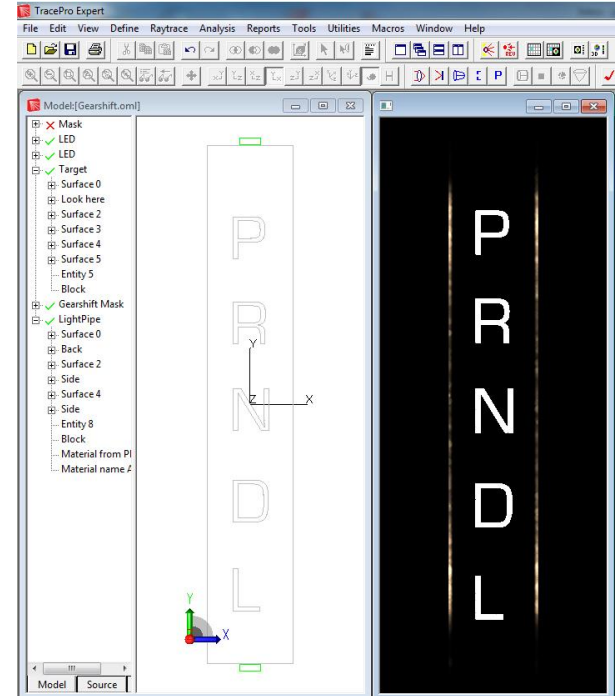 TracePro Expert
File Edit View Define Raytrace Analysis Reports Tools Utilities Macros Window Help
Model:[Gearshift.oml]
Mask
LED
LED
Target
Surface 0
Look here
Surface 2
Surface 3
Surface 4
Surface 5
Entity 5
Block
Gearshift Mask
LightPipe
Surface 0
Back
Surface 2
Side
Surface 4
Side
Entity 8
Block
Material from Pl
Material name A
Model Source
P
R
Y
Z X
N
D
L
Y
X
P
R
N
D
L